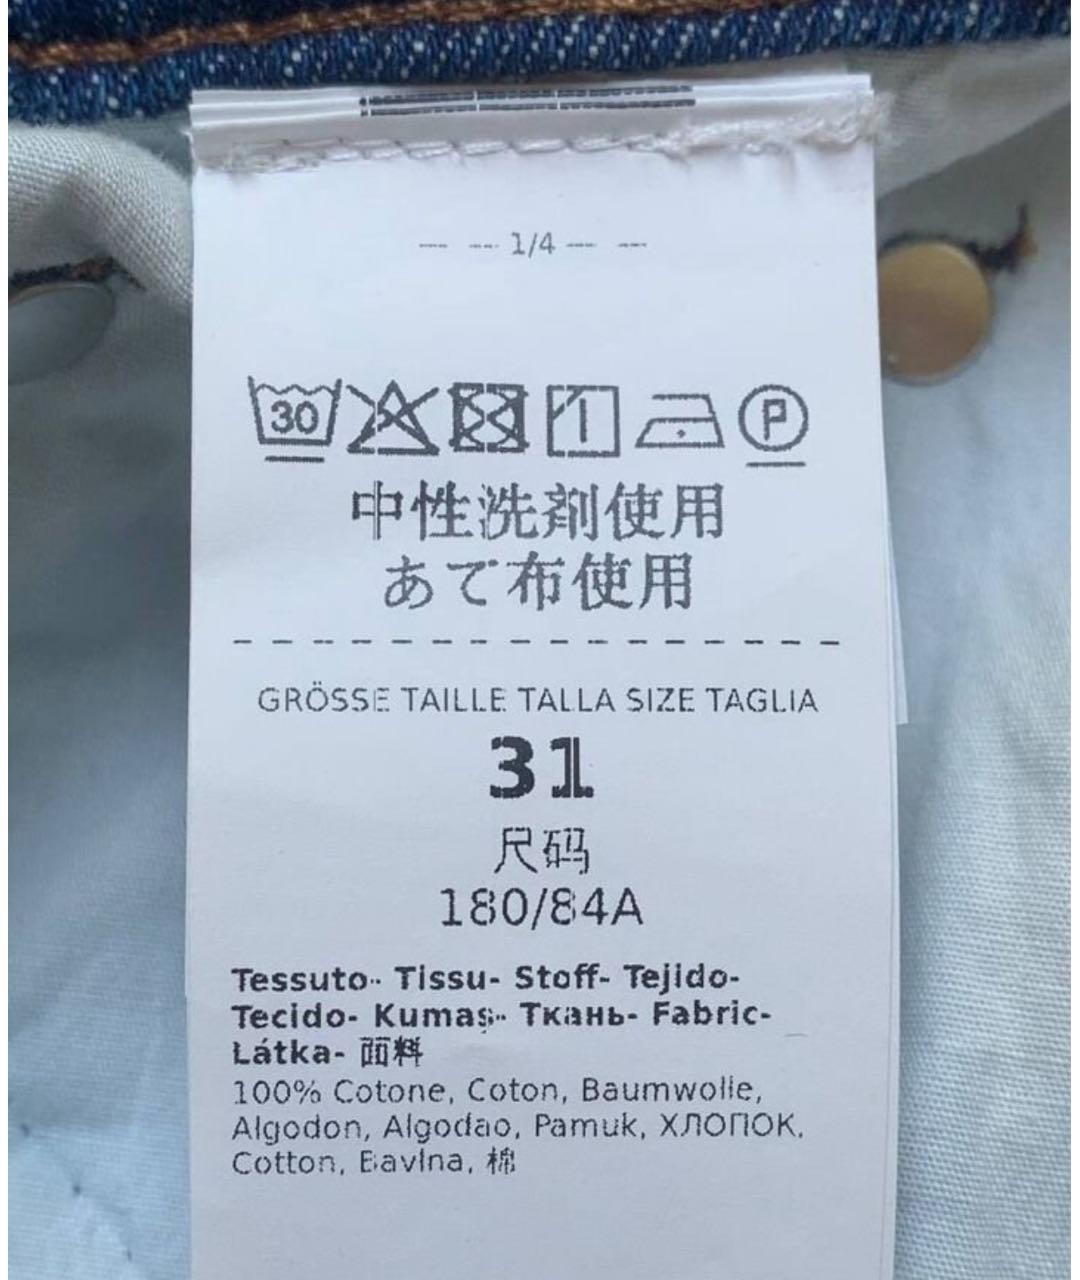 1/4
30 P
中性洗剤使用
あて布使用
GRÖSSE TAILLE TALLA SIZE TAGLIA
31
尺码
180/84A
Tessuto- Tissu- Stoff- Tejido-
Tecido- Kumaş- Ткань- Fabric-
Látka- 面料
100% Cotone, Coton, Baumwolle,
Algodon, Algodao, Pamuk, ХЛОПОК,
Cotton, Bavlna, 棉